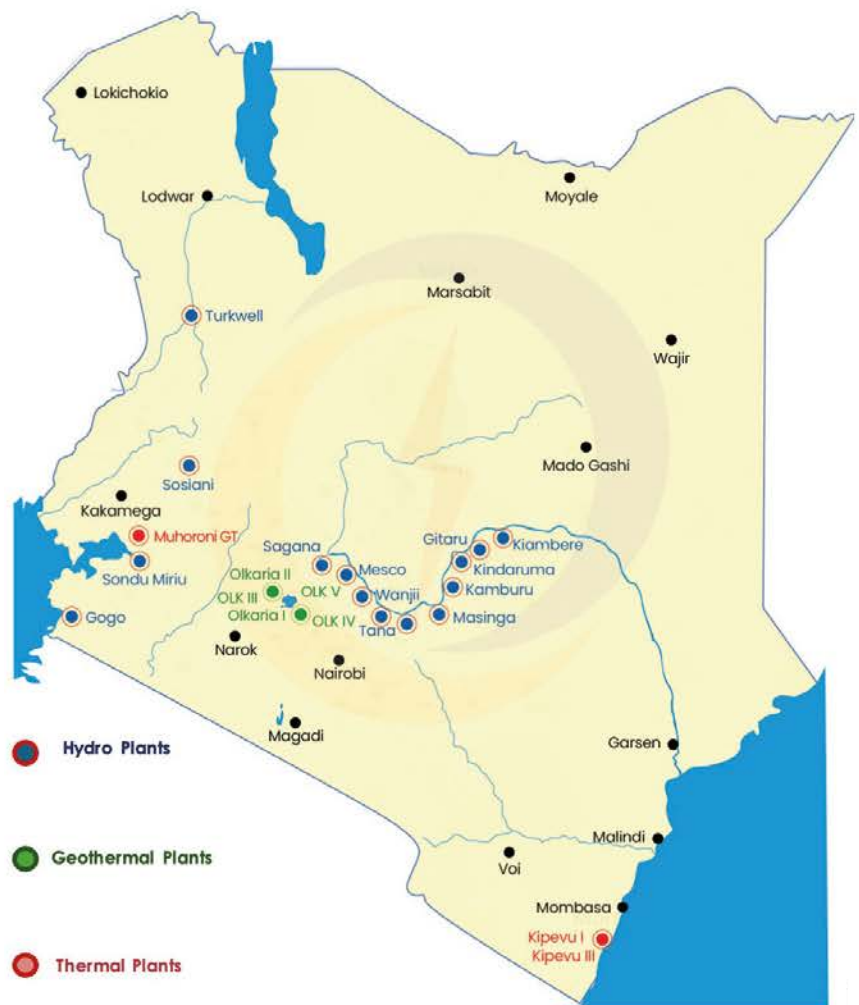 Lokichokio
Lodwar
Moyale
Marsabit
Turkwell
Wajir
Mado Gashi
Sosiani
Kakamega
Muhoroni GT
Sondu Miriu
Gogo
Sagana
Mesco
Wanjii
Tana
Gitaru
Kiambere
Kindaruma
Kamburu
Masinga
Olkaria II
OLK V
OLK III
Olkaria I
OLK IV
Narok
Nairobi
Magadi
Garsen
Malindi
Voi
Mombasa
Kipevu I
Kipevu III
Hydro Plants
Geothermal Plants
Thermal Plants